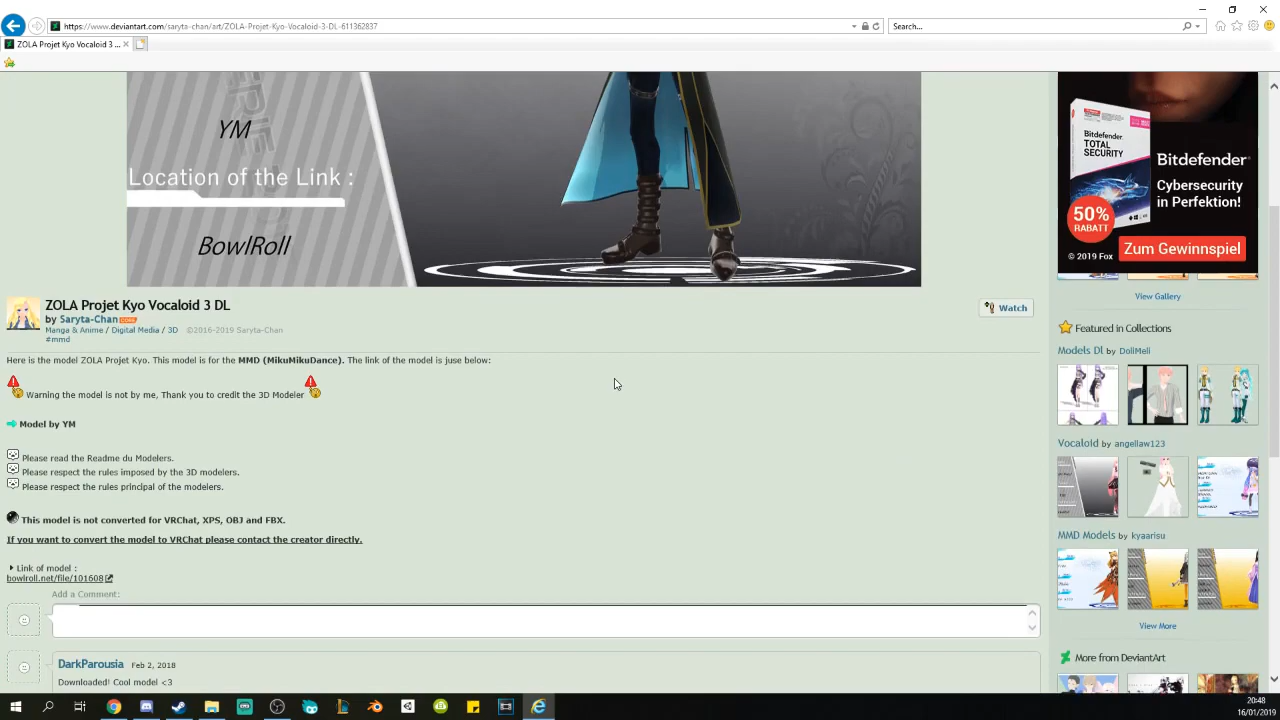 https://www.deviantart.com/saryta-chan/art/ZOLA-Projet-Kyo-Vocaloid-3-DL-611362837
Search...
ZOLA Projet Kyo Vocaloid 3 ...
YM
Location of the Link :
BowlRoll
Bitdefender
TOTAL
SECURITY
Bitdefender
Cybersecurity
in Perfektion!
50%
RABATT
Zum Gewinnspiel
© 2019 Fox
View Gallery
ZOLA Projet Kyo Vocaloid 3 DL
by Saryta-Chan
Manga & Anime / Digital Media / 3D ©2016-2019 Saryta-Chan
#mmd
Watch
Here is the model ZOLA Projet Kyo. This model is for the MMD (MikuMikuDance). The link of the model is juse below:
Warning the model is not by me, Thank you to credit the 3D Modeler
Model by YM
Please read the Readme du Modelers.
Please respect the rules imposed by the 3D modelers.
Please respect the rules principal of the modelers.
This model is not converted for VRChat, XPS, OBJ and FBX.
If you want to convert the model to VRChat please contact the creator directly.
Link of model :
bowlroll.net/file/101608
Add a Comment:
DarkParousia Feb 2, 2018
Downloaded! Cool model <3
Featured in Collections
Models Dl by DollMeli
Vocaloid by angellaw123
MMD Models by kyaarisu
View More
More from DeviantArt
20:48
16/01/2019